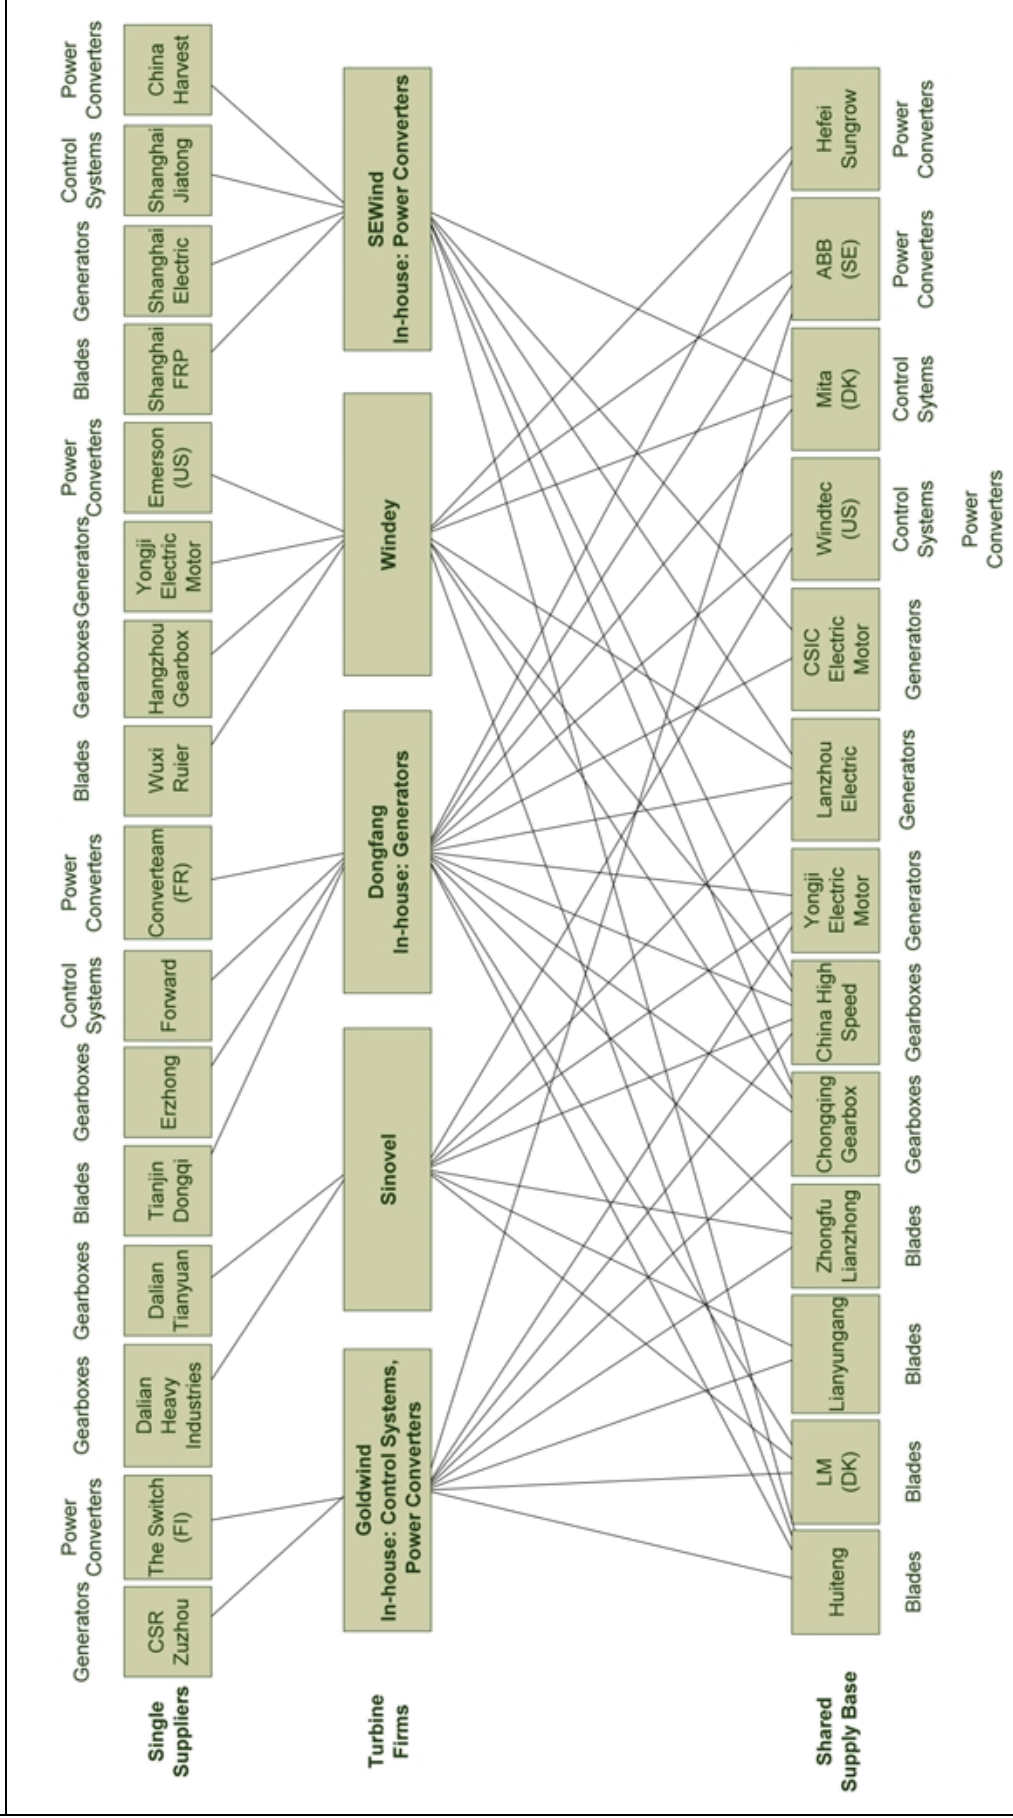 Generators
Power
Converters
Gearboxes
Gearboxes
Blades
Gearboxes
Control
Systems
Power
Converters
Blades
Gearboxes
Generators
Power
Converters
Blades
Generators
Control
Systems
Power
Converters
Single
Suppliers
CSR
Zuzhou
The Switch
(FI)
Dalian
Heavy
Industries
Dalian
Tianyuan
Tianjin
Dongqi
Erzhong
Forward
Converteam
(FR)
Wuxi
Ruier
Hangzhou
Gearbox
Yongji
Electric
Motor
Emerson
(US)
Shanghai
FRP
Shanghai
Electric
Shanghai
Jiatong
China
Harvest
Turbine
Firms
Goldwind
In-house: Control Systems,
Power Converters
Sinovel
Dongfang
In-house: Generators
Windey
SEWind
In-house: Power Converters
Shared
Supply Base
Huiteng
LM
(DK)
Lianyungang
Zhongfu
Lianzhong
Chongqing
Gearbox
China High
Speed
Yongji
Electric
Motor
Lanzhou
Electric
CSIC
Electric
Motor
Windtec
(US)
Mita
(DK)
ABB
(SE)
Hefei
Sungrow
Blades
Blades
Blades
Blades
Gearboxes
Gearboxes
Generators
Generators
Generators
Control
Systems
Power
Converters
Control
Sytems
Power
Converters
Power
Converters